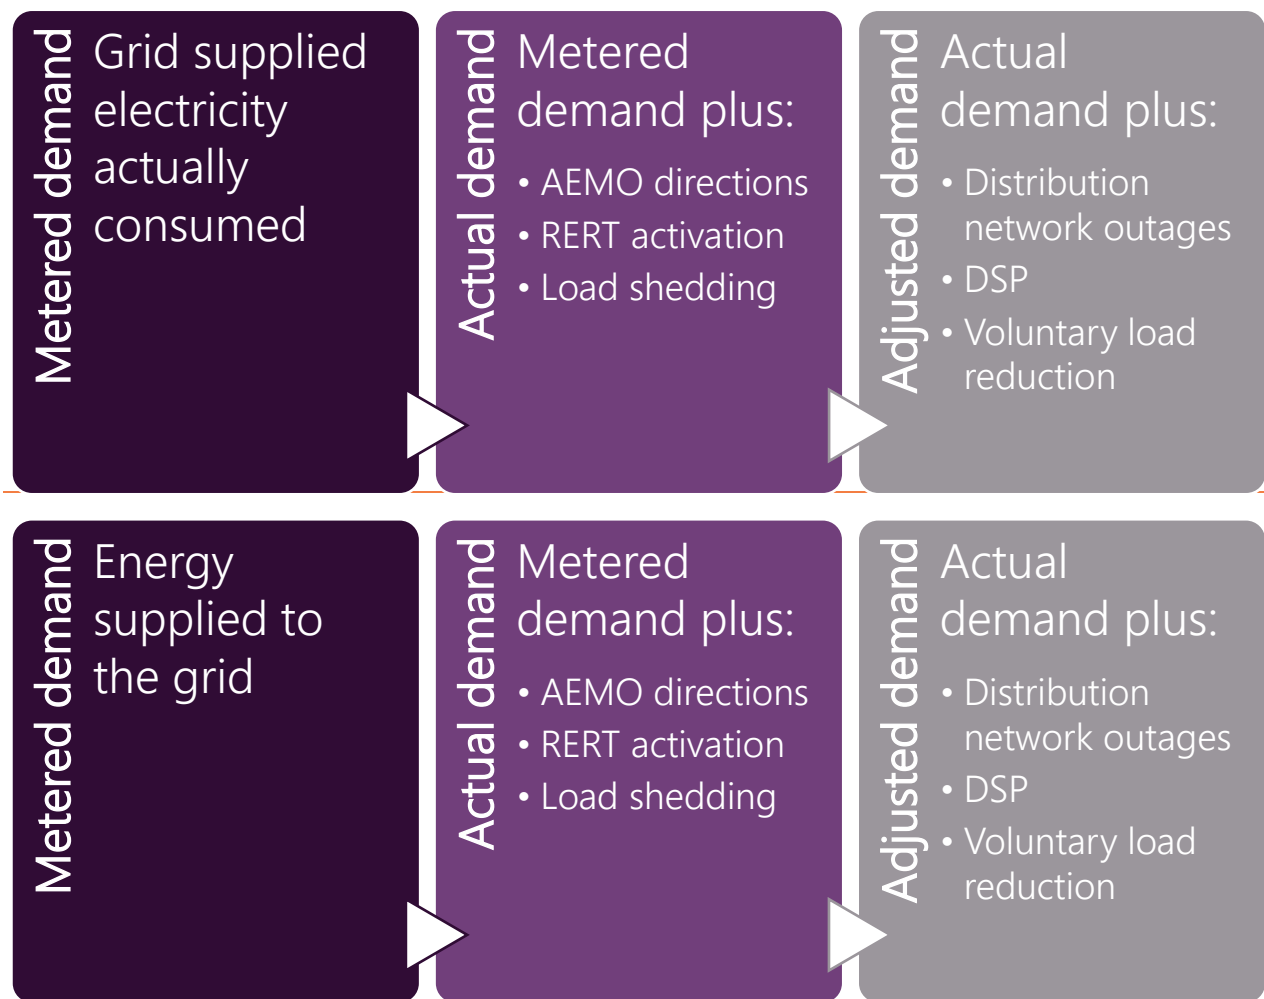 Metered demand
Grid supplied
electricity
actually
consumed
Actual demand
Metered
demand plus:
• AEMO directions
• RERT activation
• Load shedding
Adjusted demand
Actual
demand plus:
• Distribution
network outages
• DSP
• Voluntary load
reduction
Metered demand
Energy
supplied to
the grid
Actual demand
Metered
demand plus:
• AEMO directions
• RERT activation
• Load shedding
Adjusted demand
Actual
demand plus:
• Distribution
network outages
• DSP
• Voluntary load
reduction